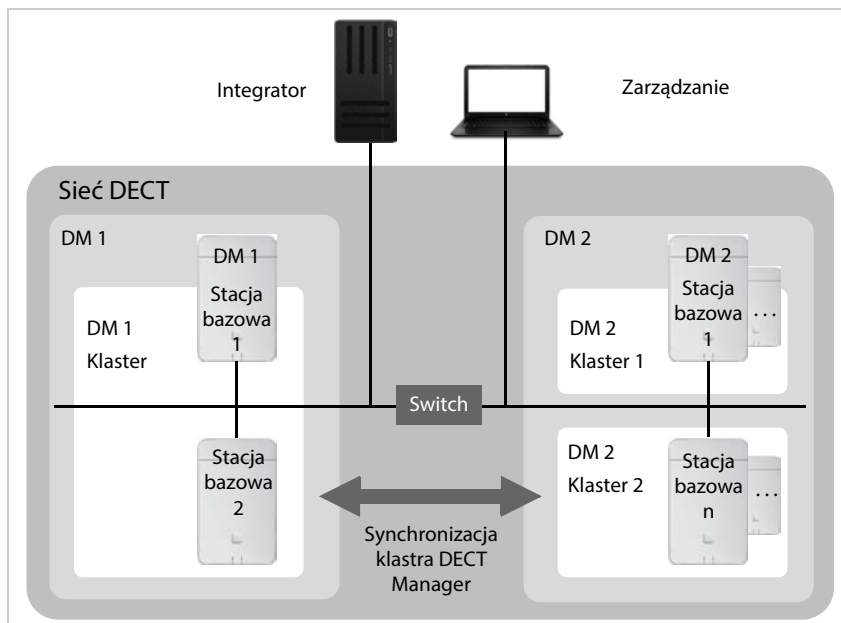 Integrator
Zarządzanie
Sieć DECT
DM 1
DM 1
Stacja
bazowa
1
DM 1
Klaster
DM 2
DM 2
Stacja
bazowa
1
...
DM 2
Klaster 1
Switch
Stacja
bazowa
2
DM 2
Klaster 2
Stacja
bazowa
n
...
Synchronizacja
klastra DECT
Manager